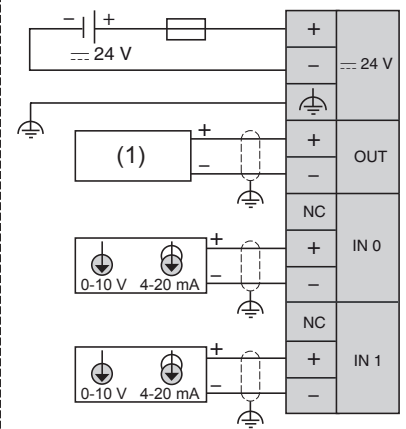 − +
+
⎓ 24 V
−
⎓ 24 V
+
+
(1)
OUT
−
−
NC
+
+
IN 0
0-10 V 4-20 mA
−
−
NC
+
+
IN 1
0-10 V 4-20 mA
−
−